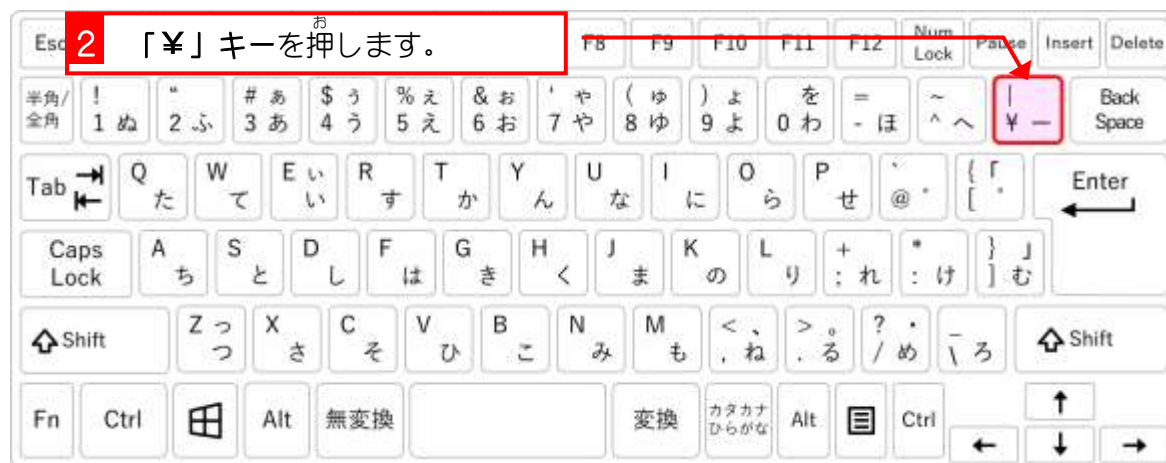 お
2 「¥」キーを押します。
Esc F8 F9 F10 F11 F12 Num Lock Pause Insert Delete
半角/全角 ! 1 ぬ " 2 ふ # ぁ 3 あ $ ぅ 4 う % ぇ 5 え & ぉ 6 お ' ゃ 7 や ( ゅ 8 ゆ ) ょ 9 よ を 0 わ = - ほ ~ ^ へ | ¥ ー Back Space
Tab Q た W て E ぃ い R す T か Y ん U な I に O ら P せ ` @ ゛ { 「 [ ゜ Enter
Caps Lock A ち S と D し F は G き H く J ま K の L り + ; れ * : け } 」 ] む
Shift Z っ つ X さ C そ V ひ B こ N み M も < 、 , ね > 。 . る ? ・ / め _ \ ろ Shift
Fn Ctrl Alt 無変換 変換 カタカナ ひらがな Alt Ctrl ↑
← ↓ →